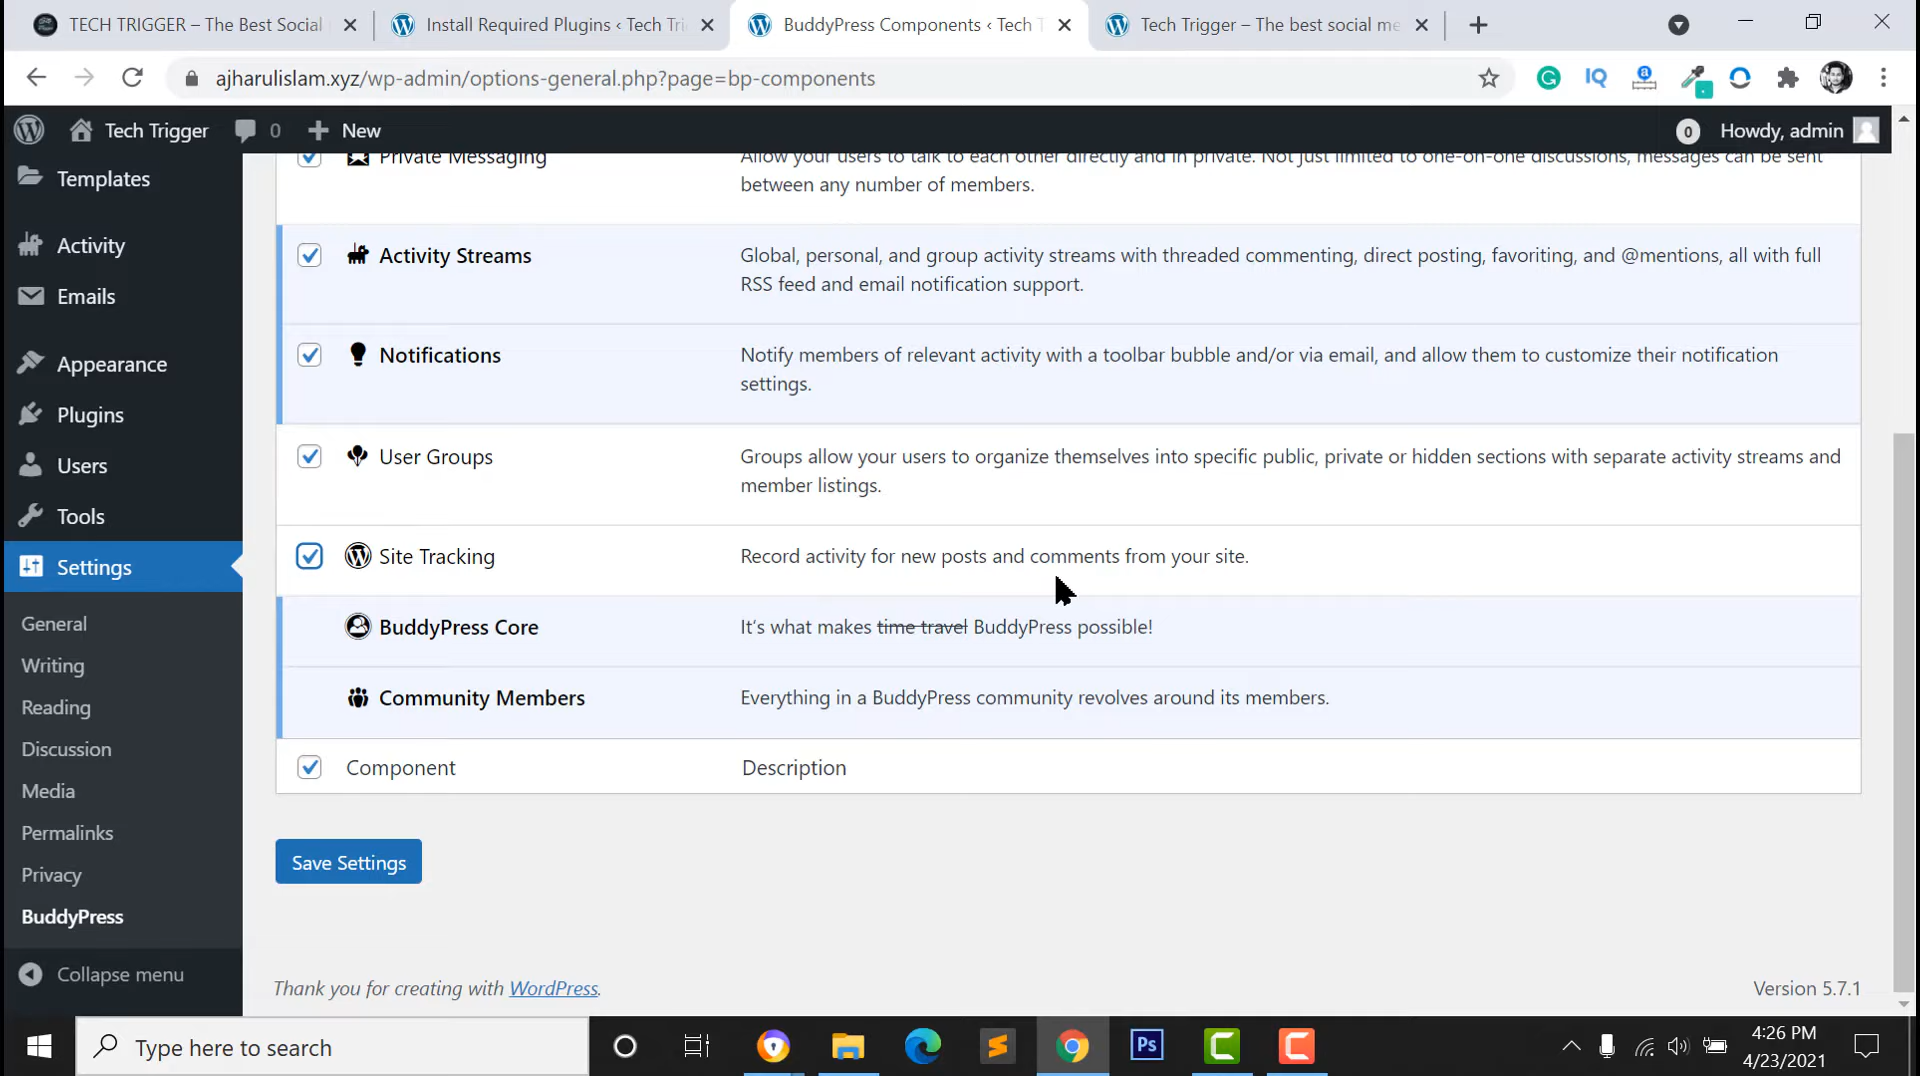 TECH TRIGGER – The Best Social
Install Required Plugins ‹ Tech Tri
BuddyPress Components ‹ Tech T
Tech Trigger – The best social me
ajharulislam.xyz/wp-admin/options-general.php?page=bp-components
Tech Trigger
0
New
0
Howdy, admin
Templates
Activity
Emails
Appearance
Plugins
Users
Tools
Settings
General
Writing
Reading
Discussion
Media
Permalinks
Privacy
BuddyPress
Collapse menu
Private Messaging
Allow your users to talk to each other directly and in private. Not just limited to one-on-one discussions, messages can be sent
between any number of members.
Activity Streams
Global, personal, and group activity streams with threaded commenting, direct posting, favoriting, and @mentions, all with full
RSS feed and email notification support.
Notifications
Notify members of relevant activity with a toolbar bubble and/or via email, and allow them to customize their notification
settings.
User Groups
Groups allow your users to organize themselves into specific public, private or hidden sections with separate activity streams and
member listings.
Site Tracking
Record activity for new posts and comments from your site.
BuddyPress Core
It's what makes time travel BuddyPress possible!
Community Members
Everything in a BuddyPress community revolves around its members.
Component
Description
Save Settings
Thank you for creating with WordPress.
Version 5.7.1
Type here to search
Ps
4:26 PM
4/23/2021